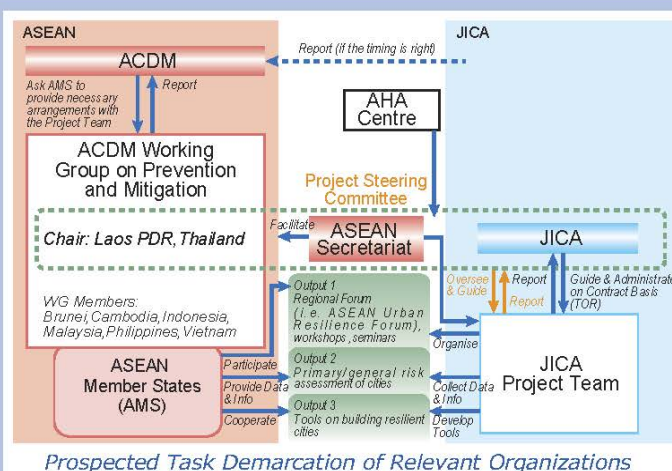 ASEAN
JICA
ACDM
Report (if the timing is right)
Ask AMS to
provide necessary
arrangements with
the Project Team
Report
AHA
Centre
ACDM Working
Group on Prevention
and Mitigation
Project Steering
Committee
Chair: Laos PDR, Thailand
Facilitate
ASEAN
Secretariat
JICA
WG Members:
Brunei, Cambodia, Indonesia,
Malaysia, Philippines, Vietnam
Output 1
Regional Forum
(i.e. ASEAN Urban
Resilience Forum),
workshops, seminars
Oversee
& Guide
Report
Report
Guide & Administrate
on Contract Basis
(TOR)
Organise
ASEAN
Member States
(AMS)
Participate
Provide Data
& Info
Cooperate
Output 2
Primary/general risk
assessment of cities
Output 3
Tools on building resilient
cities
Collect Data
& Info
Develop
Tools
JICA
Project Team
Prospected Task Demarcation of Relevant Organizations